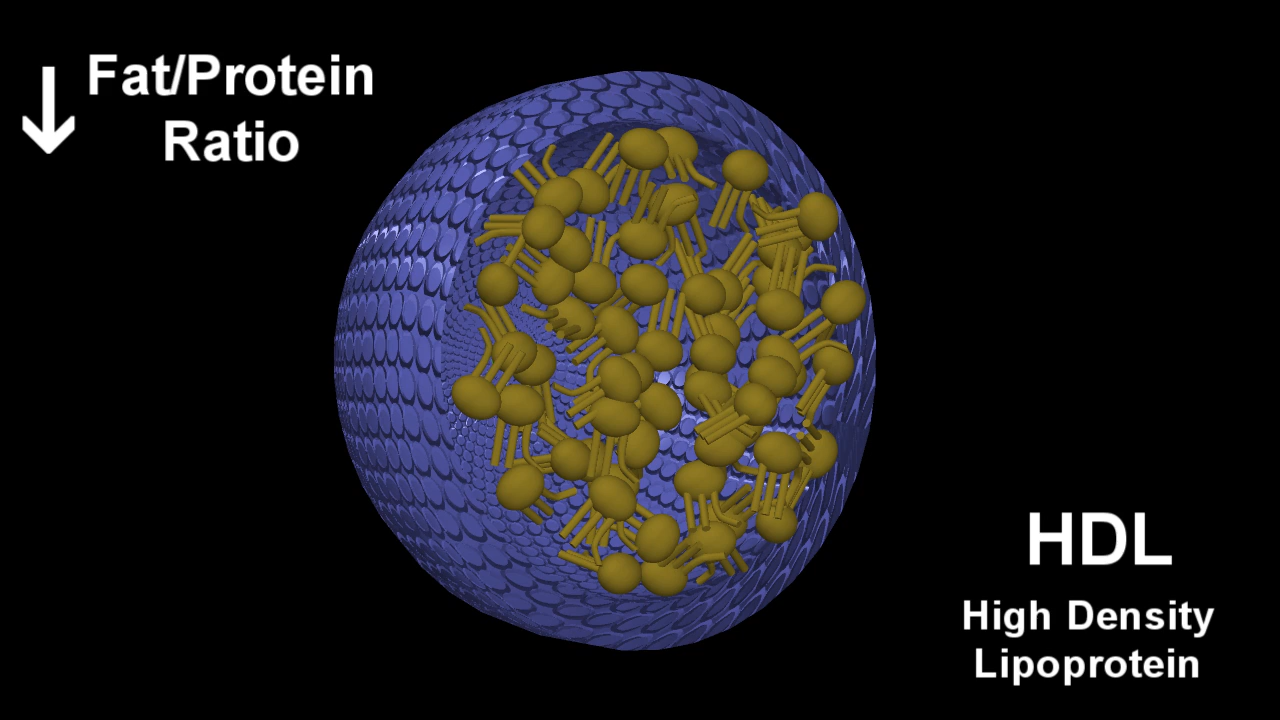 Fat/Protein
Ratio
HDL
High Density
Lipoprotein